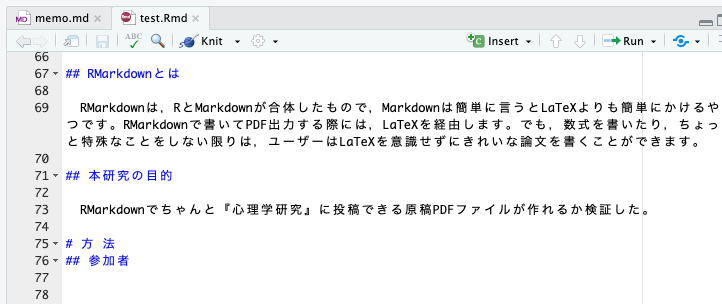 memo.md × test.Rmd ×
ABC Knit Insert Run
66
67 ## RMarkdownとは
68
69 RMarkdownは，RとMarkdownが合体したもので，Markdownは簡単に言うとLaTeXよりも簡単にかけるや
つです。RMarkdownで書いてPDF出力する際には，LaTeXを経由します。でも，数式を書いたり，ちょっ
と特殊なことをしない限りは，ユーザーはLaTeXを意識せずにきれいな論文を書くことができます。
70
71 ## 本研究の目的
72
73 RMarkdownでちゃんと『心理学研究』に投稿できる原稿PDFファイルが作れるか検証した。
74
75 # 方法
76 ## 参加者
77
78